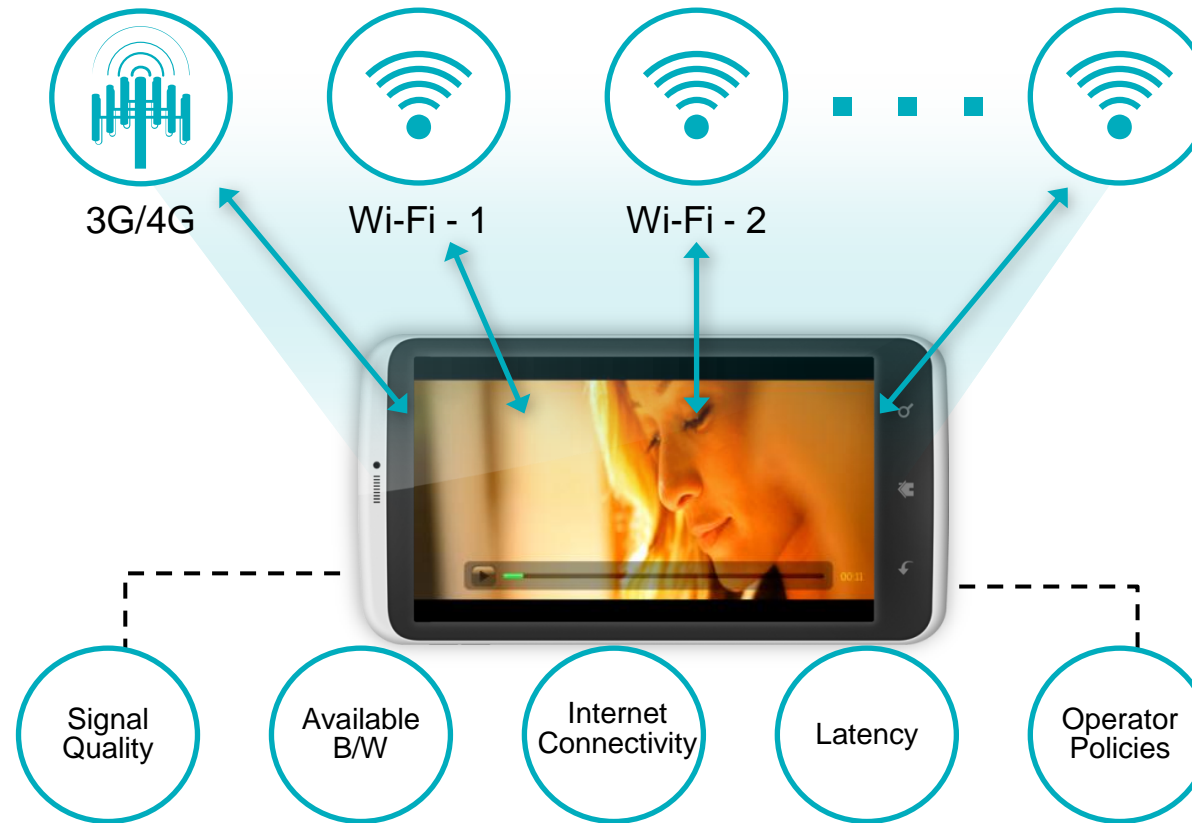 3G/4G
Wi-Fi - 1
Wi-Fi - 2
00:11
Signal
Quality
Available
B/W
Internet
Connectivity
Latency
Operator
Policies